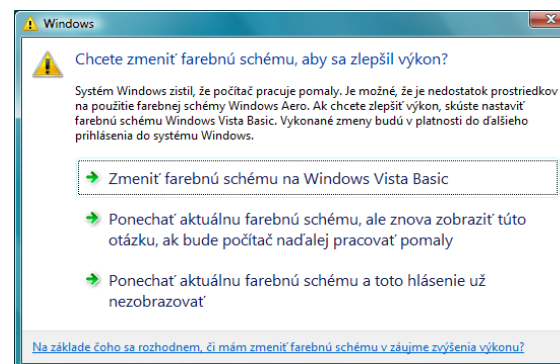 Windows
Chcete zmeniť farebnú schému, aby sa zlepšil výkon?
Systém Windows zistil, že počítač pracuje pomaly. Je možné, že je nedostatok prostriedkov
na použitie farebnej schémy Windows Aero. Ak chcete zlepšiť výkon, skúste nastaviť
farebnú schému Windows Vista Basic. Vykonané zmeny budú v platnosti do ďalšieho
prihlásenia do systému Windows.
Zmeniť farebnú schému na Windows Vista Basic
Ponechať aktuálnu farebnú schému, ale znova zobraziť túto
otázku, ak bude počítač naďalej pracovať pomaly
Ponechať aktuálnu farebnú schému a toto hlásenie už
nezobrazovať
Na základe čoho sa rozhodnem, či mám zmeniť farebnú schému v záujme zvýšenia výkonu?